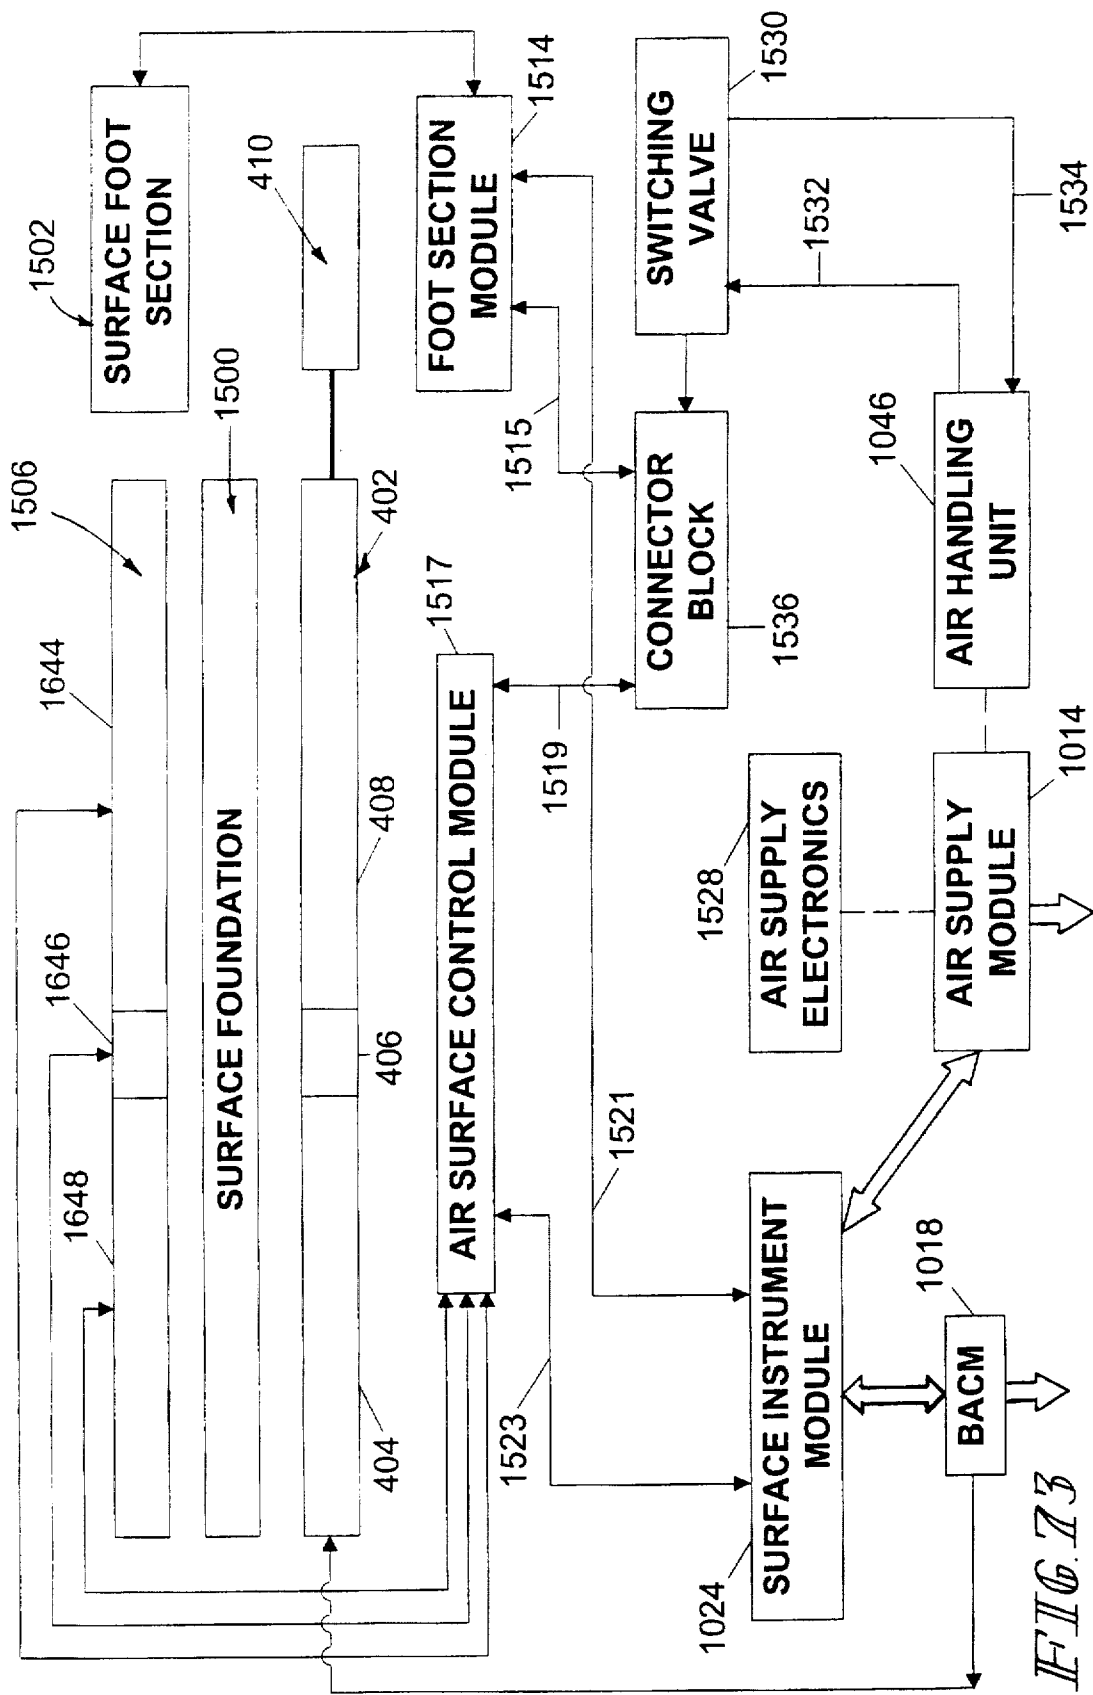 1506
1644
1646
1648
1502
SURFACE FOOT
SECTION
1500
SURFACE FOUNDATION
410
402
408
406
404
1514
FOOT SECTION
MODULE
1517
AIR SURFACE CONTROL MODULE
1515
1519
1521
1523
1530
SWITCHING
VALVE
CONNECTOR
BLOCK
1536
1532
1534
1528
AIR SUPPLY
ELECTRONICS
1046
AIR HANDLING
UNIT
1014
AIR SUPPLY
MODULE
SURFACE INSTRUMENT
MODULE
1024
1018
BACM
FIG. 73